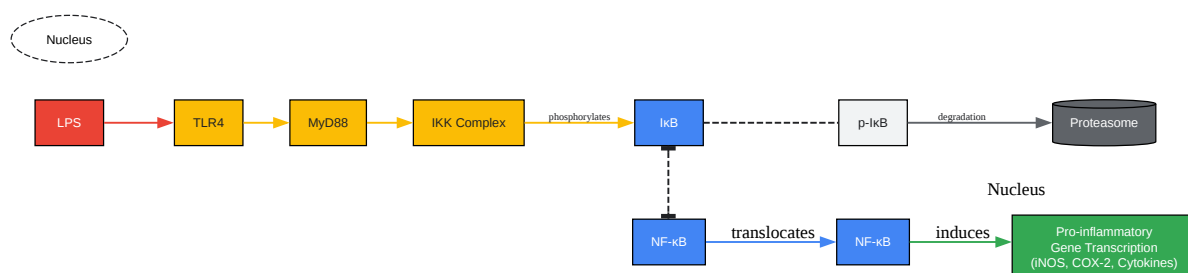 Nucleus
LPS
TLR4
MyD88
IKK Complex
phosphorylates
IκB
p-IκB
degradation
Proteasome
Nucleus
NF-κB
translocates
NF-κB
induces
Pro-inflammatory
Gene Transcription
(iNOS, COX-2, Cytokines)